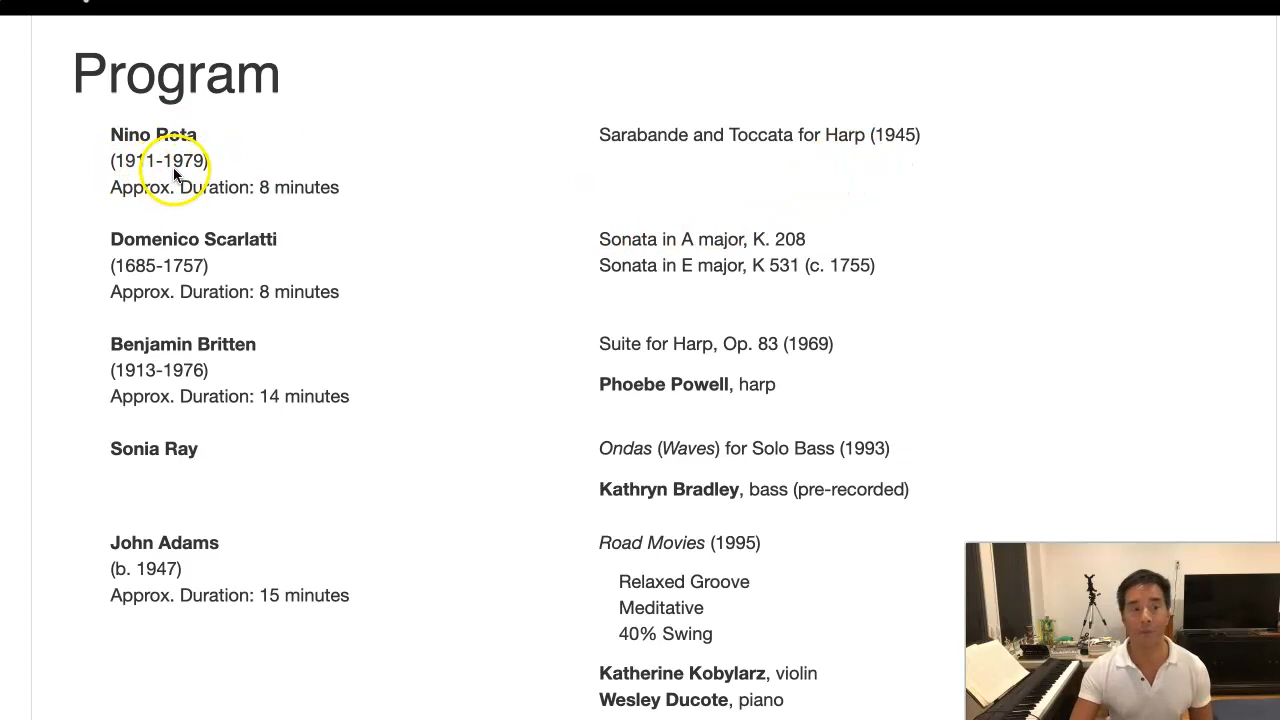 Program
Nino Rota
(1911-1979)
Approx. Duration: 8 minutes
Sarabande and Toccata for Harp (1945)
Domenico Scarlatti
(1685-1757)
Approx. Duration: 8 minutes
Sonata in A major, K. 208
Sonata in E major, K 531 (c. 1755)
Benjamin Britten
(1913-1976)
Approx. Duration: 14 minutes
Suite for Harp, Op. 83 (1969)
Phoebe Powell, harp
Sonia Ray
Ondas (Waves) for Solo Bass (1993)
Kathryn Bradley, bass (pre-recorded)
John Adams
(b. 1947)
Approx. Duration: 15 minutes
Road Movies (1995)
Relaxed Groove
Meditative
40% Swing
Katherine Kobylarz, violin
Wesley Ducote, piano